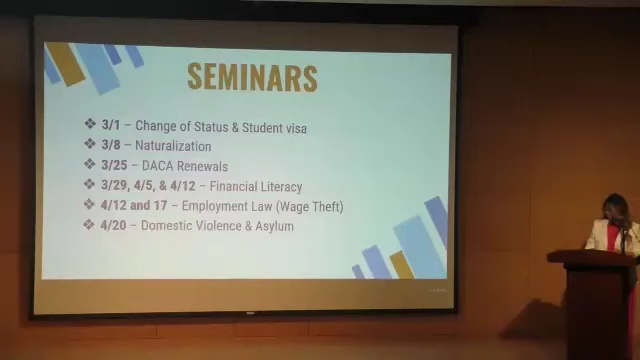 SEMINARS
❖ 3/1 – Change of Status & Student visa
❖ 3/8 – Naturalization
❖ 3/25 – DACA Renewals
❖ 3/29, 4/5, & 4/12 – Financial Literacy
❖ 4/12 and 17 – Employment Law (Wage Theft)
❖ 4/20 – Domestic Violence & Asylum